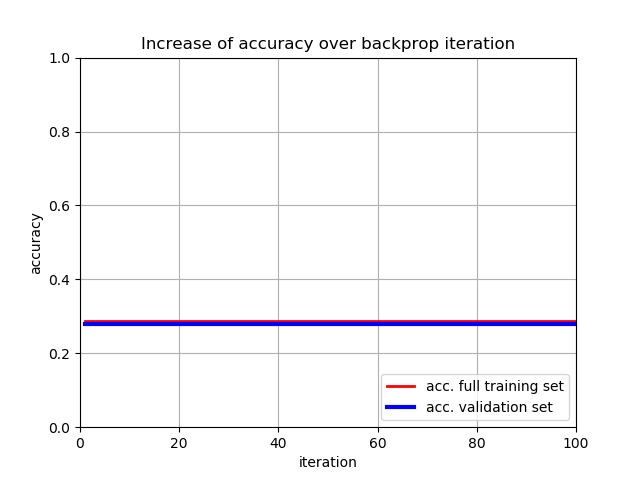 Increase of accuracy over backprop iteration
1.0
0.8
0.6
0.4
0.2
0.0
accuracy
acc. full training set
acc. validation set
0 20 40 60 80 100
iteration